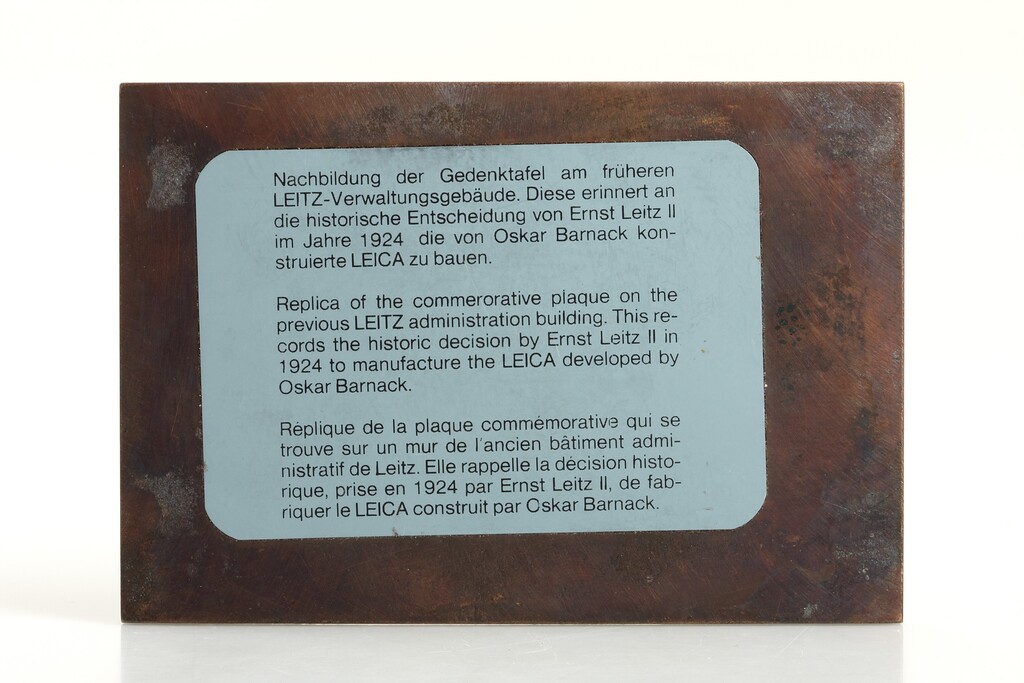 Nachbildung der Gedenktafel am früheren
LEITZ-Verwaltungsgebäude. Diese erinnert an
die historische Entscheidung von Ernst Leitz II
im Jahre 1924 die von Oskar Barnack kon-
struierte LEICA zu bauen.
Replica of the commerorative plaque on the
previous LEITZ administration building. This re-
cords the historic decision by Ernst Leitz II in
1924 to manufacture the LEICA developed by
Oskar Barnack.
Réplique de la plaque commémorative qui se
trouve sur un mur de l'ancien bâtiment admi-
nistratif de Leitz. Elle rappelle la décision histo-
rique, prise en 1924 par Ernst Leitz II, de fab-
riquer le LEICA construit par Oskar Barnack.